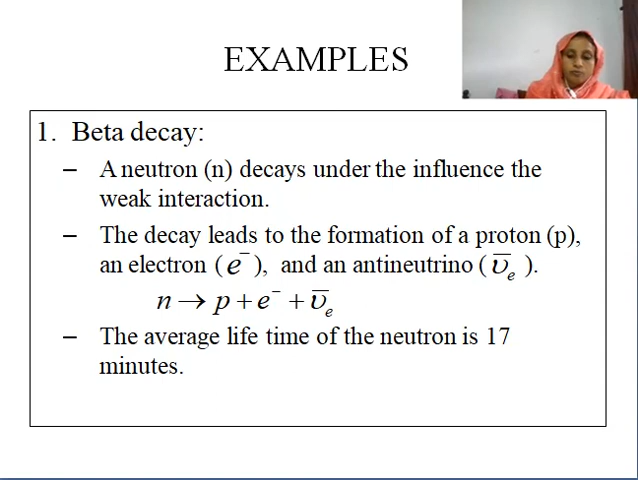 EXAMPLES
1. Beta decay:
– A neutron (n) decays under the influence the
weak interaction.
– The decay leads to the formation of a proton (p),
an electron ( e⁻ ), and an antineutrino ( ῡₑ ).
n → p + e⁻ + ῡₑ
– The average life time of the neutron is 17
minutes.